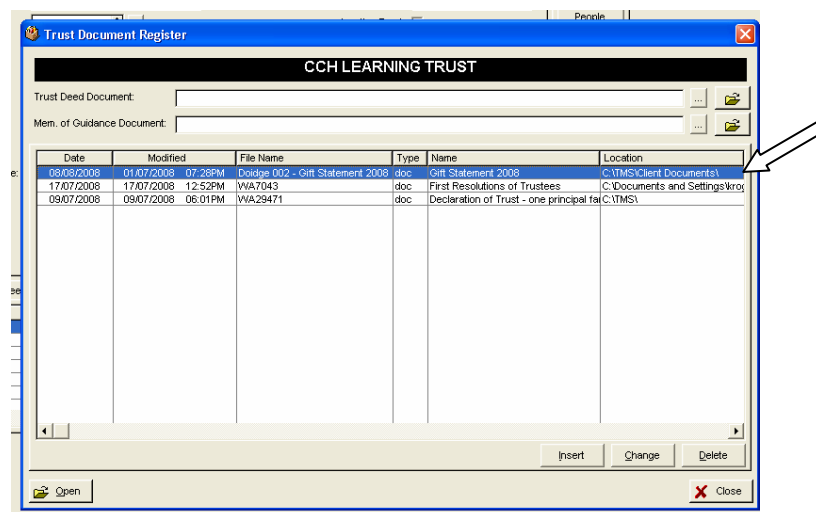 People
Trust Document Register
CCH LEARNING TRUST
Trust Deed Document: ...
Mem. of Guidance Document: ...
Date Modified File Name Type Name Location
08/08/2008 01/07/2008 07:28PM Doidge 002 - Gift Statement 2008 doc Gift Statement 2008 C:\TMS\Client Documents\
17/07/2008 17/07/2008 12:52PM WA7043 doc First Resolutions of Trustees C:\Documents and Settings\krog
09/07/2008 09/07/2008 06:01PM WA29471 doc Declaration of Trust - one principal fai C:\TMS\
Insert Change Delete
Open Close